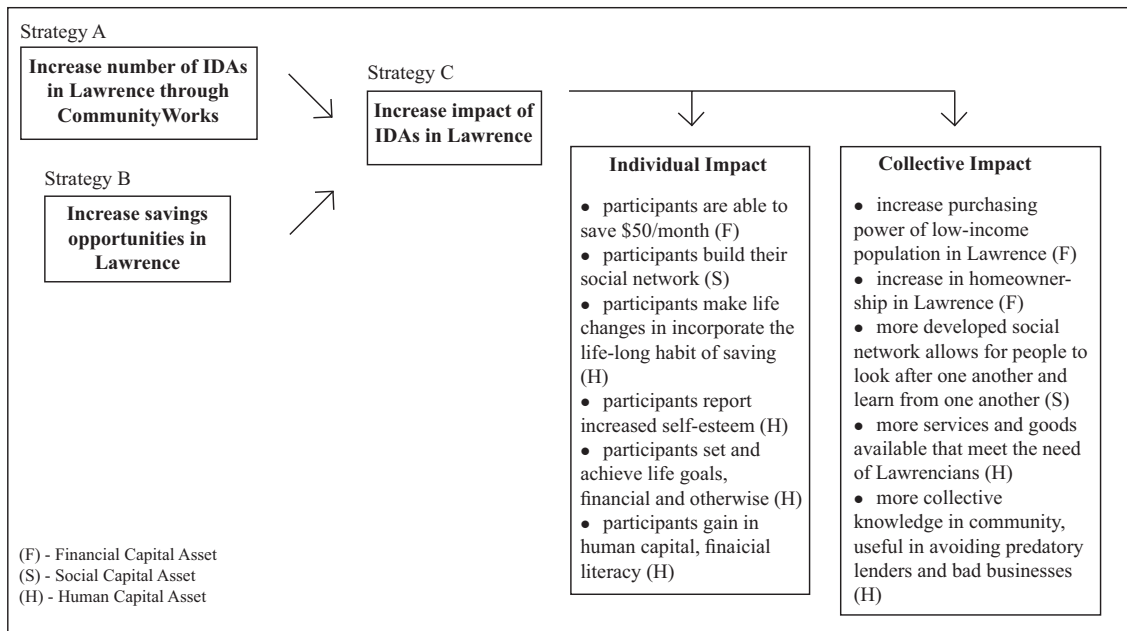 Strategy A
Increase number of IDAs
in Lawrence through
CommunityWorks
Strategy B
Increase savings
opportunities in
Lawrence
Strategy C
Increase impact of
IDAs in Lawrence
Individual Impact
● participants are able to
save $50/month (F)
● participants build their
social network (S)
● participants make life
changes in incorporate the
life-long habit of saving
(H)
● participants report
increased self-esteem (H)
● participants set and
achieve life goals,
financial and otherwise (H)
● participants gain in
human capital, finaicial
literacy (H)
Collective Impact
● increase purchasing
power of low-income
population in Lawrence (F)
● increase in homeowner-
ship in Lawrence (F)
● more developed social
network allows for people to
look after one another and
learn from one another (S)
● more services and goods
available that meet the need
of Lawrencians (H)
● more collective
knowledge in community,
useful in avoiding predatory
lenders and bad businesses
(H)
(F) - Financial Capital Asset
(S) - Social Capital Asset
(H) - Human Capital Asset